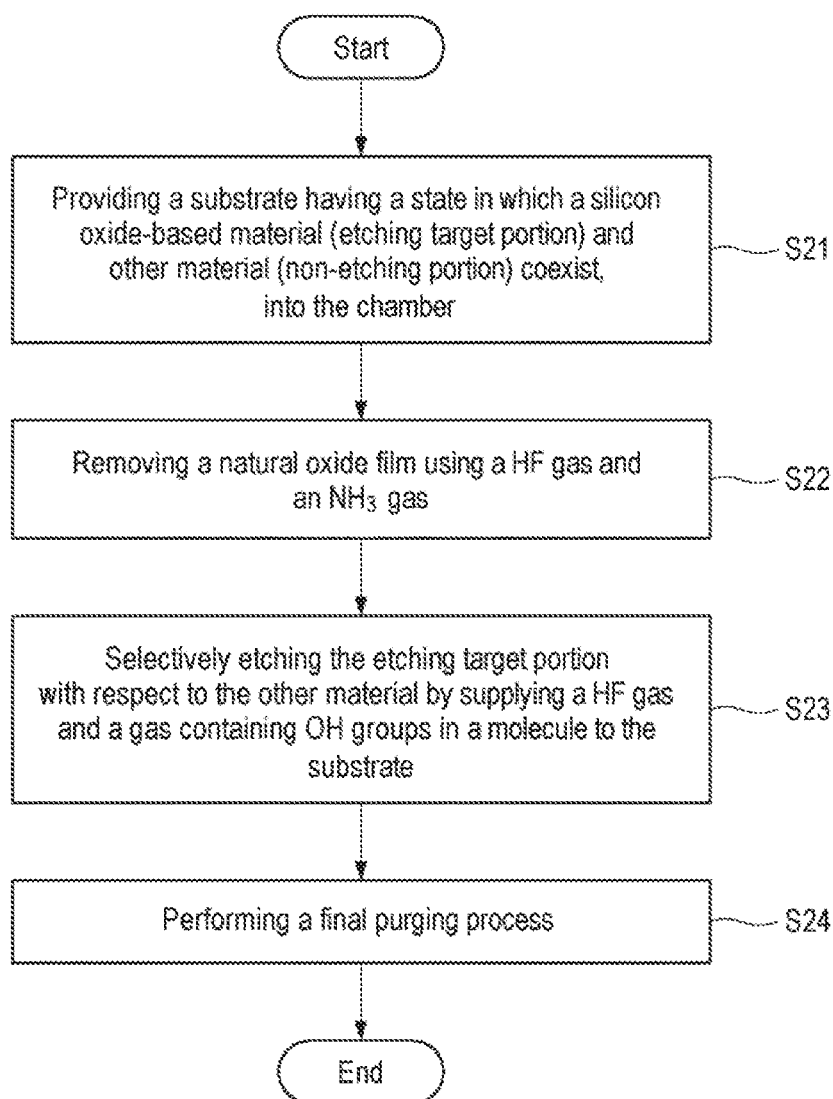 Start
Providing a substrate having a state in which a silicon
oxide-based material (etching target portion) and
other material (non-etching portion) coexist,
into the chamber
S21
Removing a natural oxide film using a HF gas and
an NH₃ gas
S22
Selectively etching the etching target portion
with respect to the other material by supplying a HF gas
and a gas containing OH groups in a molecule to the
substrate
S23
Performing a final purging process
S24
End